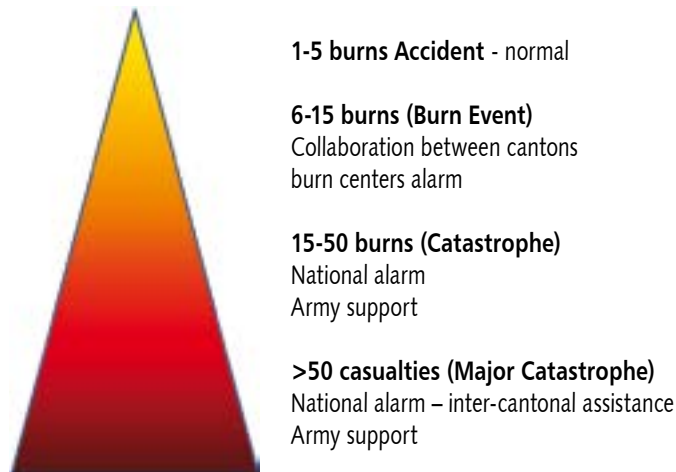 1-5 burns Accident - normal
6-15 burns (Burn Event)
Collaboration between cantons
burn centers alarm
15-50 burns (Catastrophe)
National alarm
Army support
>50 casualties (Major Catastrophe)
National alarm – inter-cantonal assistance
Army support